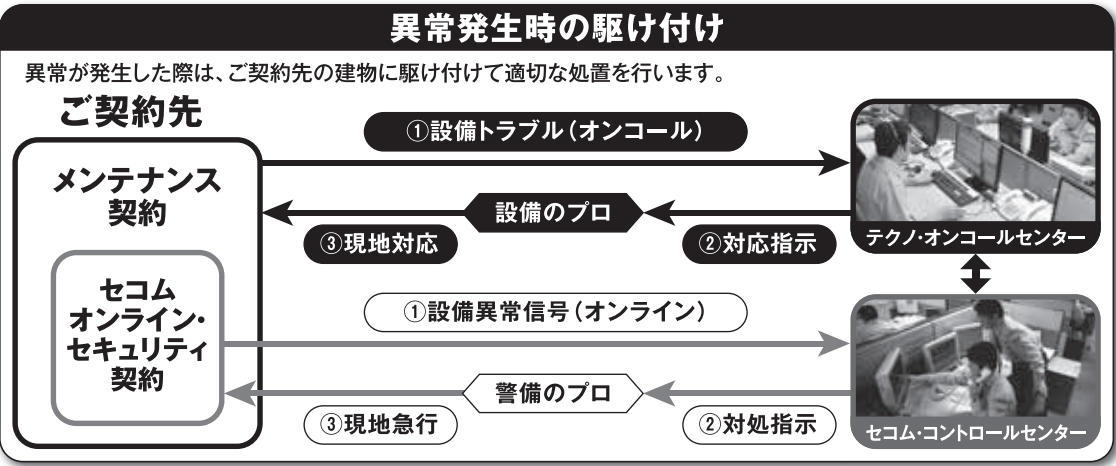 異常発生時の駆け付け
異常が発生した際は、ご契約先の建物に駆け付けて適切な処置を行います。
ご契約先
メンテナンス
契約
セコム
オンライン・
セキュリティ
契約
①設備トラブル(オンコール)
設備のプロ
③現地対応
②対応指示
テクノ・オンコールセンター
①設備異常信号(オンライン)
警備のプロ
③現地急行
②対処指示
セコム・コントロールセンター